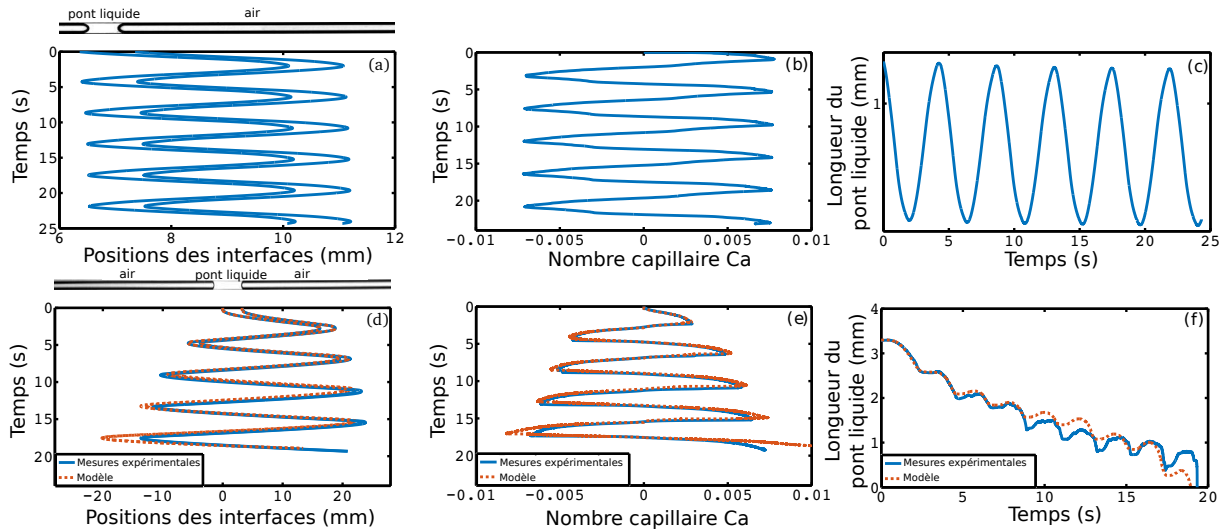 pont liquide air
(a)
Temps (s)
0
5
10
15
20
25
6 8 10 12
Positions des interfaces (mm)
(b)
Temps (s)
0
5
10
15
20
−0.01 −0.005 0 0.005 0.01
Nombre capillaire Ca
(c)
Longueur du
pont liquide (mm)
1
0 5 10 15 20 25
Temps (s)
air pont liquide air
(d)
Temps (s)
0
5
10
15
20
Mesures expérimentales
Modèle
−20 −10 0 10 20
Positions des interfaces (mm)
(e)
Temps (s)
0
5
10
15
20
Mesures expérimentales
Modèle
−0.01 −0.005 0 0.005 0.01
Nombre capillaire Ca
(f)
Longueur du
pont liquide (mm)
4
3
2
1
0
Mesures expérimentales
Modèle
0 5 10 15 20
Temps (s)